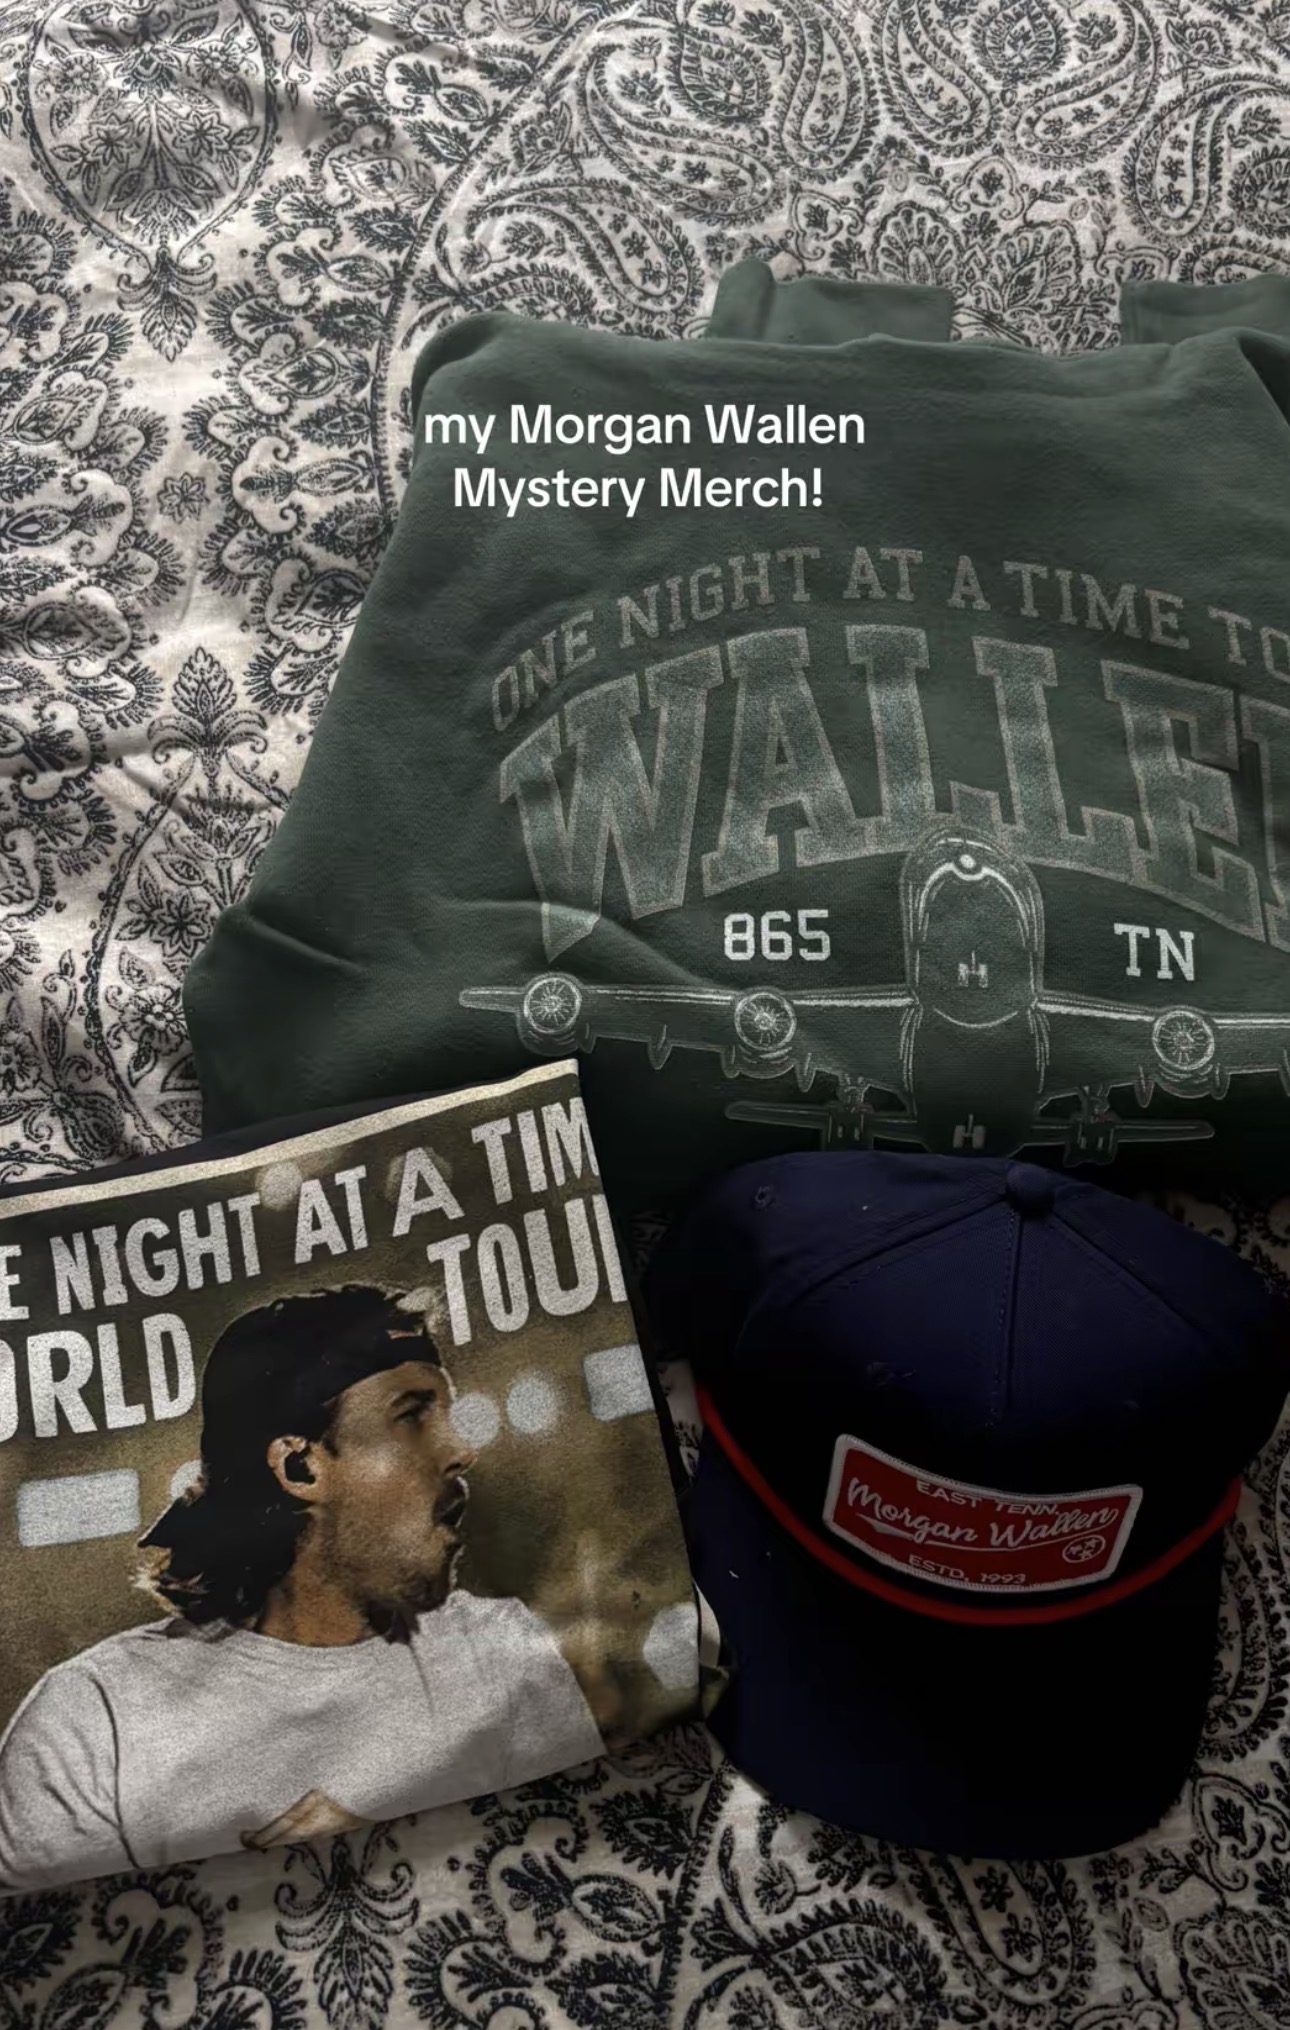 my Morgan Wallen
Mystery Merch!
ONE NIGHT AT A TIME TO
WALLE
865
TN
E NIGHT AT A TIM
TOU
ORLD
EAST TENN.
Morgan Wallen
ESTD. 1993